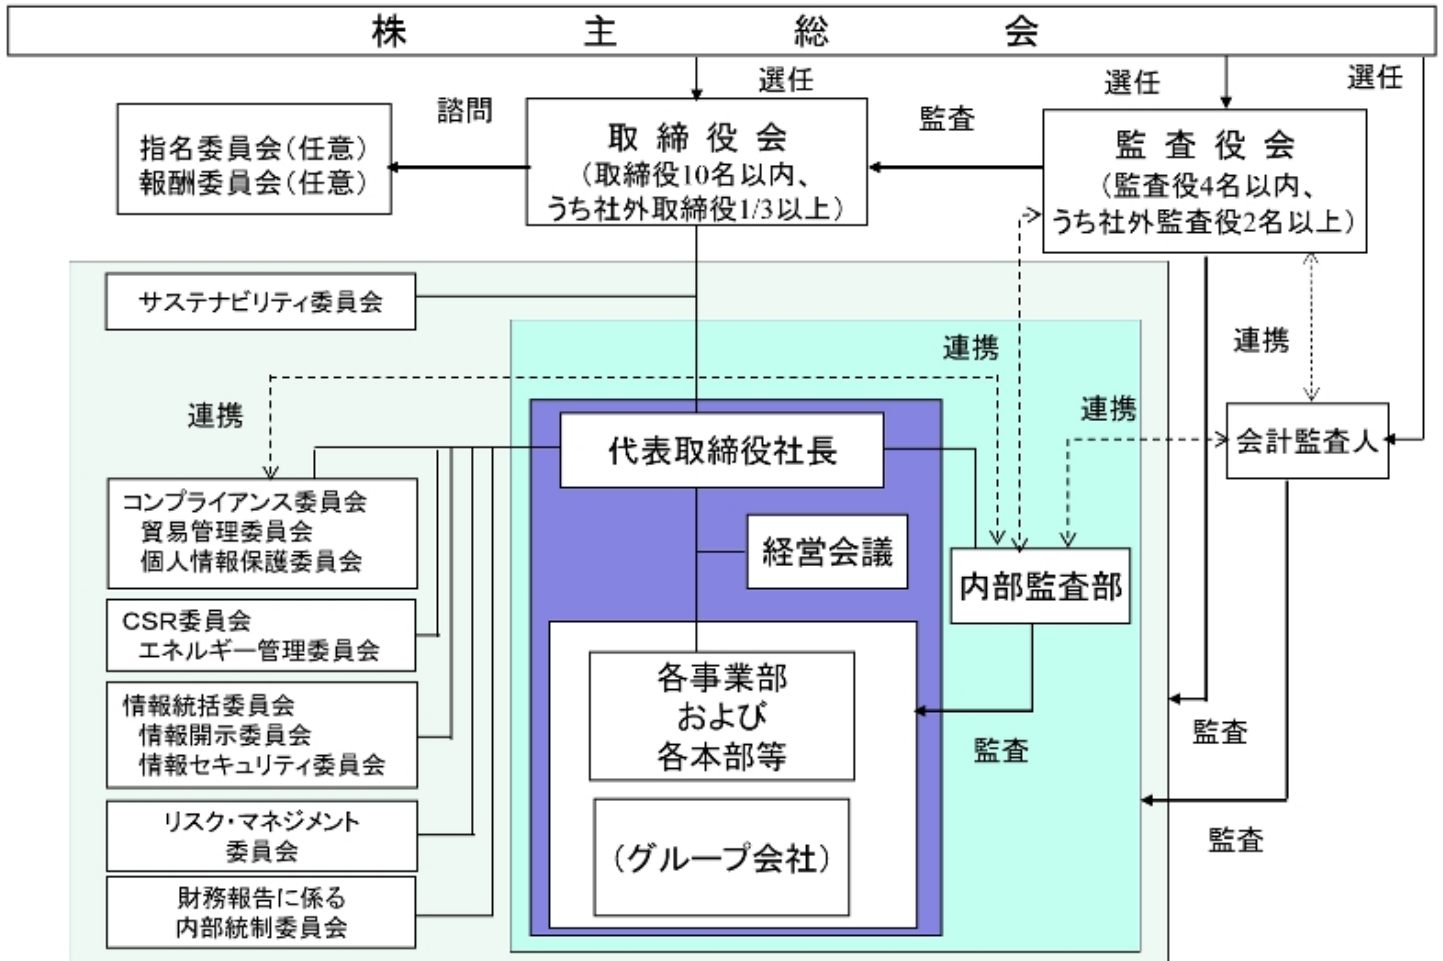 株主総会
選任
選任
選任
諮問
監査
指名委員会(任意)
報酬委員会(任意)
取締役会
(取締役10名以内、
うち社外取締役1/3以上)
監査役会
(監査役4名以内、
うち社外監査役2名以上)
サステナビリティ委員会
連携
連携
連携
連携
代表取締役社長
会計監査人
コンプライアンス委員会
貿易管理委員会
個人情報保護委員会
経営会議
内部監査部
CSR委員会
エネルギー管理委員会
各事業部
および
各本部等
情報統括委員会
情報開示委員会
情報セキュリティ委員会
監査
監査
監査
リスク・マネジメント
委員会
(グループ会社)
財務報告に係る
内部統制委員会